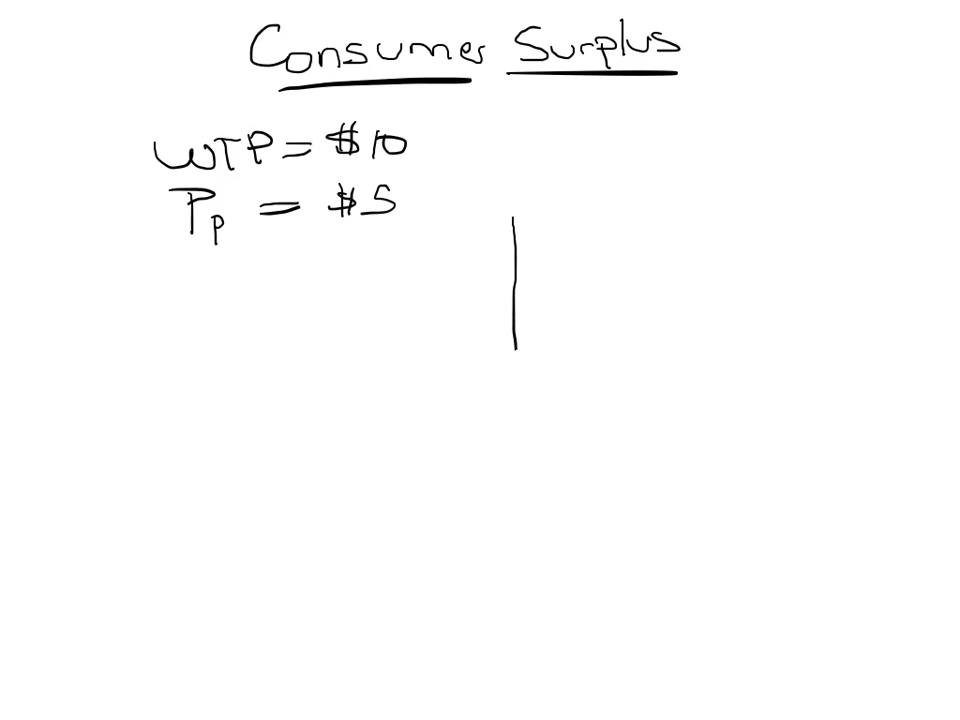 Consumer Surplus
WTP = $10
Pp = $5